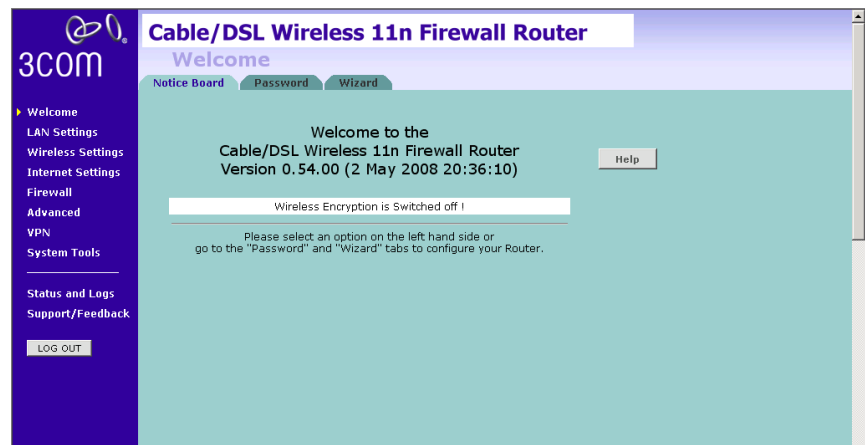 3COM
Cable/DSL Wireless 11n Firewall Router
Welcome
Notice Board
Password
Wizard
Welcome
LAN Settings
Wireless Settings
Internet Settings
Firewall
Advanced
VPN
System Tools
Status and Logs
Support/Feedback
LOG OUT
Welcome to the
Cable/DSL Wireless 11n Firewall Router
Version 0.54.00 (2 May 2008 20:36:10)
Help
Wireless Encryption is Switched off !
Please select an option on the left hand side or
go to the "Password" and "Wizard" tabs to configure your Router.